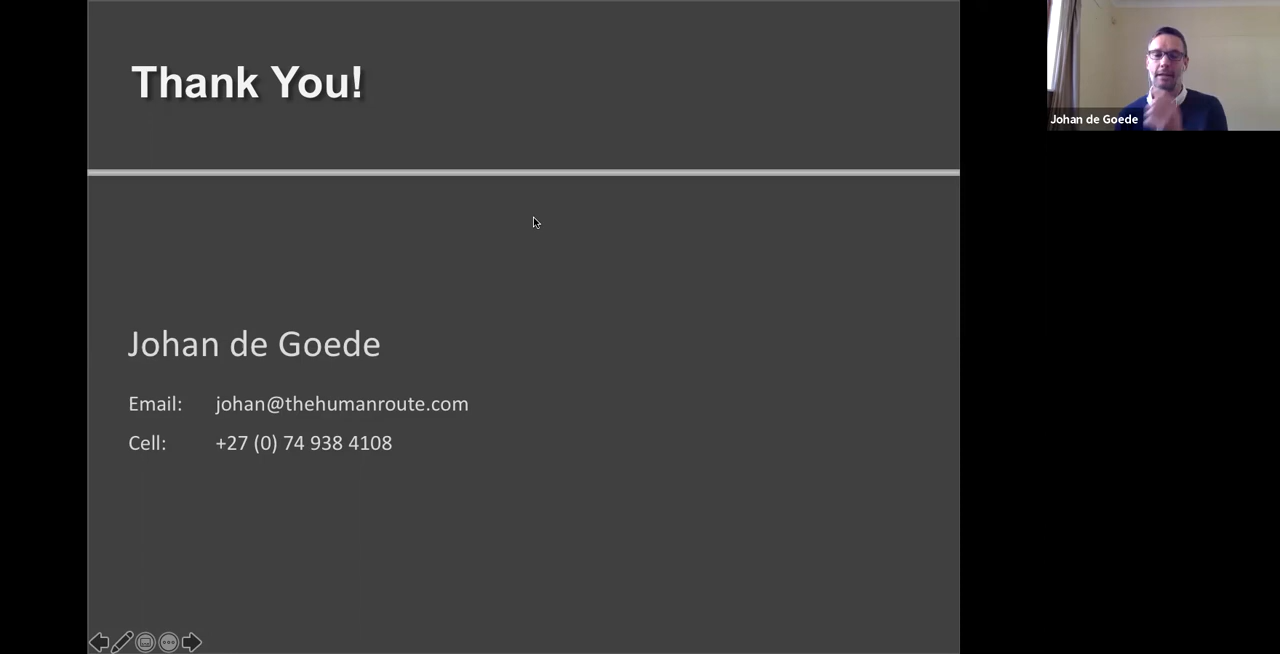 Thank You!
Johan de Goede
Johan de Goede
Email: johan@thehumanroute.com
Cell: +27 (0) 74 938 4108